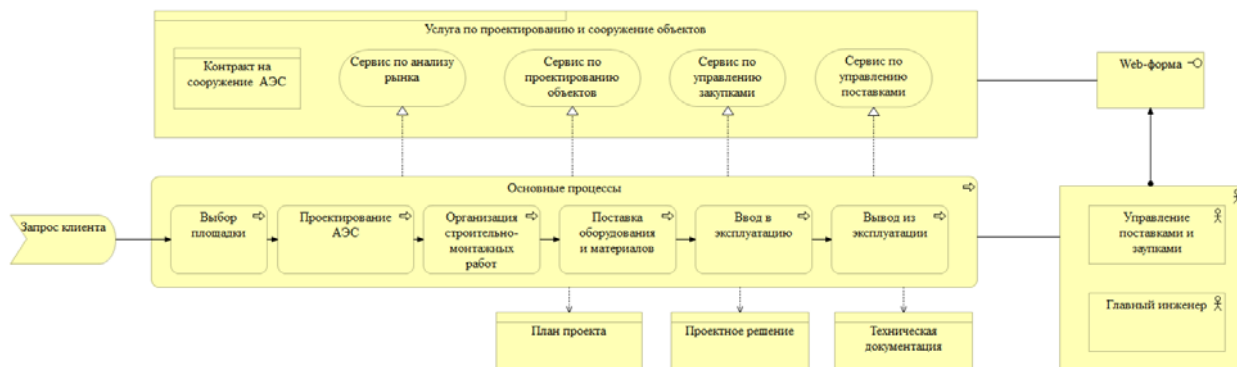 Услуга по проектированию и сооружение объектов
Контракт на
сооружение АЭС
Сервис по анализу
рынка
Сервис по
проектированию
объектов
Сервис по
управлению
закупками
Сервис по
управлению
поставками
Web-форма
Основные процессы
Запрос клиента
Выбор
площадки
Проектирование
АЭС
Организация
строительно-
монтажных
работ
Поставка
оборудования
и материалов
Ввод в
эксплуатацию
Вывод из
эксплуатации
Управление
поставками и
заупками
Главный инженер
План проекта
Проектное решение
Техническая
документация